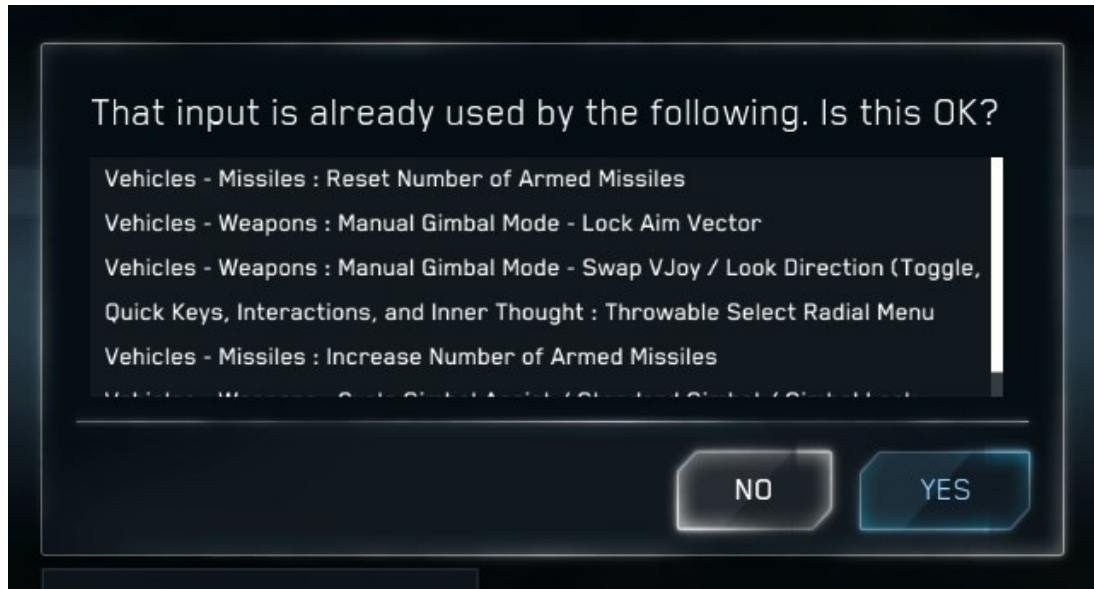 That input is already used by the following. Is this OK?
Vehicles - Missiles : Reset Number of Armed Missiles
Vehicles - Weapons : Manual Gimbal Mode - Lock Aim Vector
Vehicles - Weapons : Manual Gimbal Mode - Swap VJoy / Look Direction (Toggle,
Quick Keys, Interactions, and Inner Thought : Throwable Select Radial Menu
Vehicles - Missiles : Increase Number of Armed Missiles
NO
YES